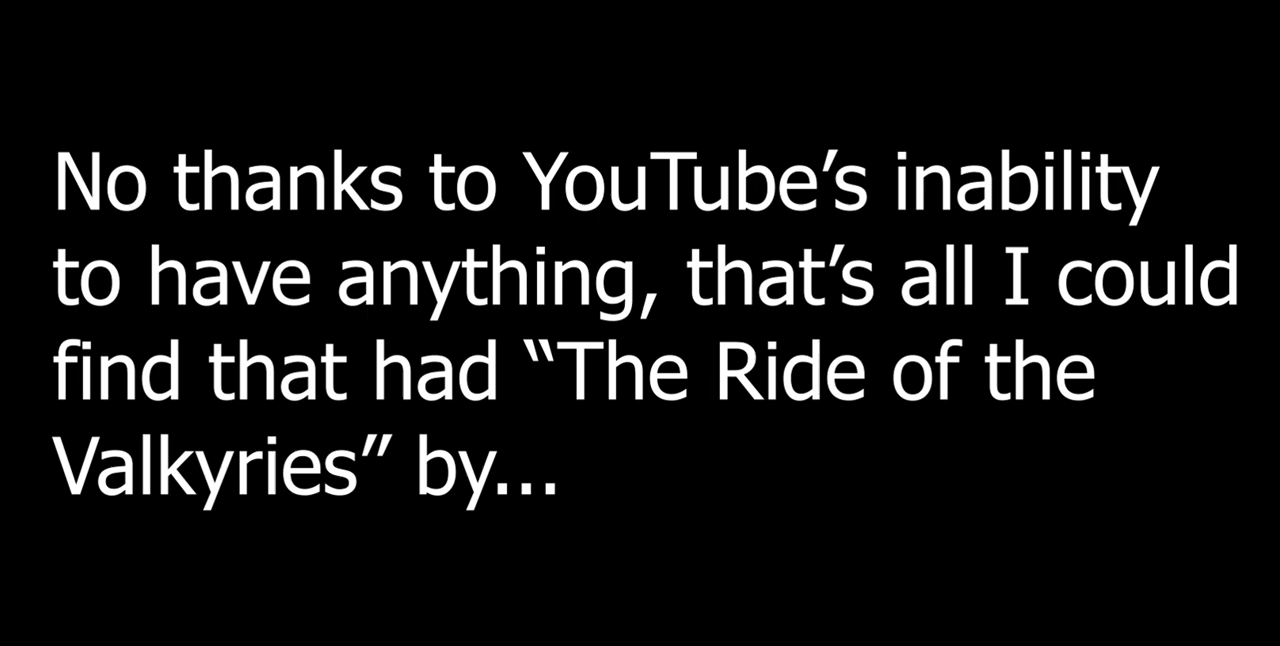 No thanks to YouTube’s inability
to have anything, that’s all I could
find that had “The Ride of the
Valkyries” by...